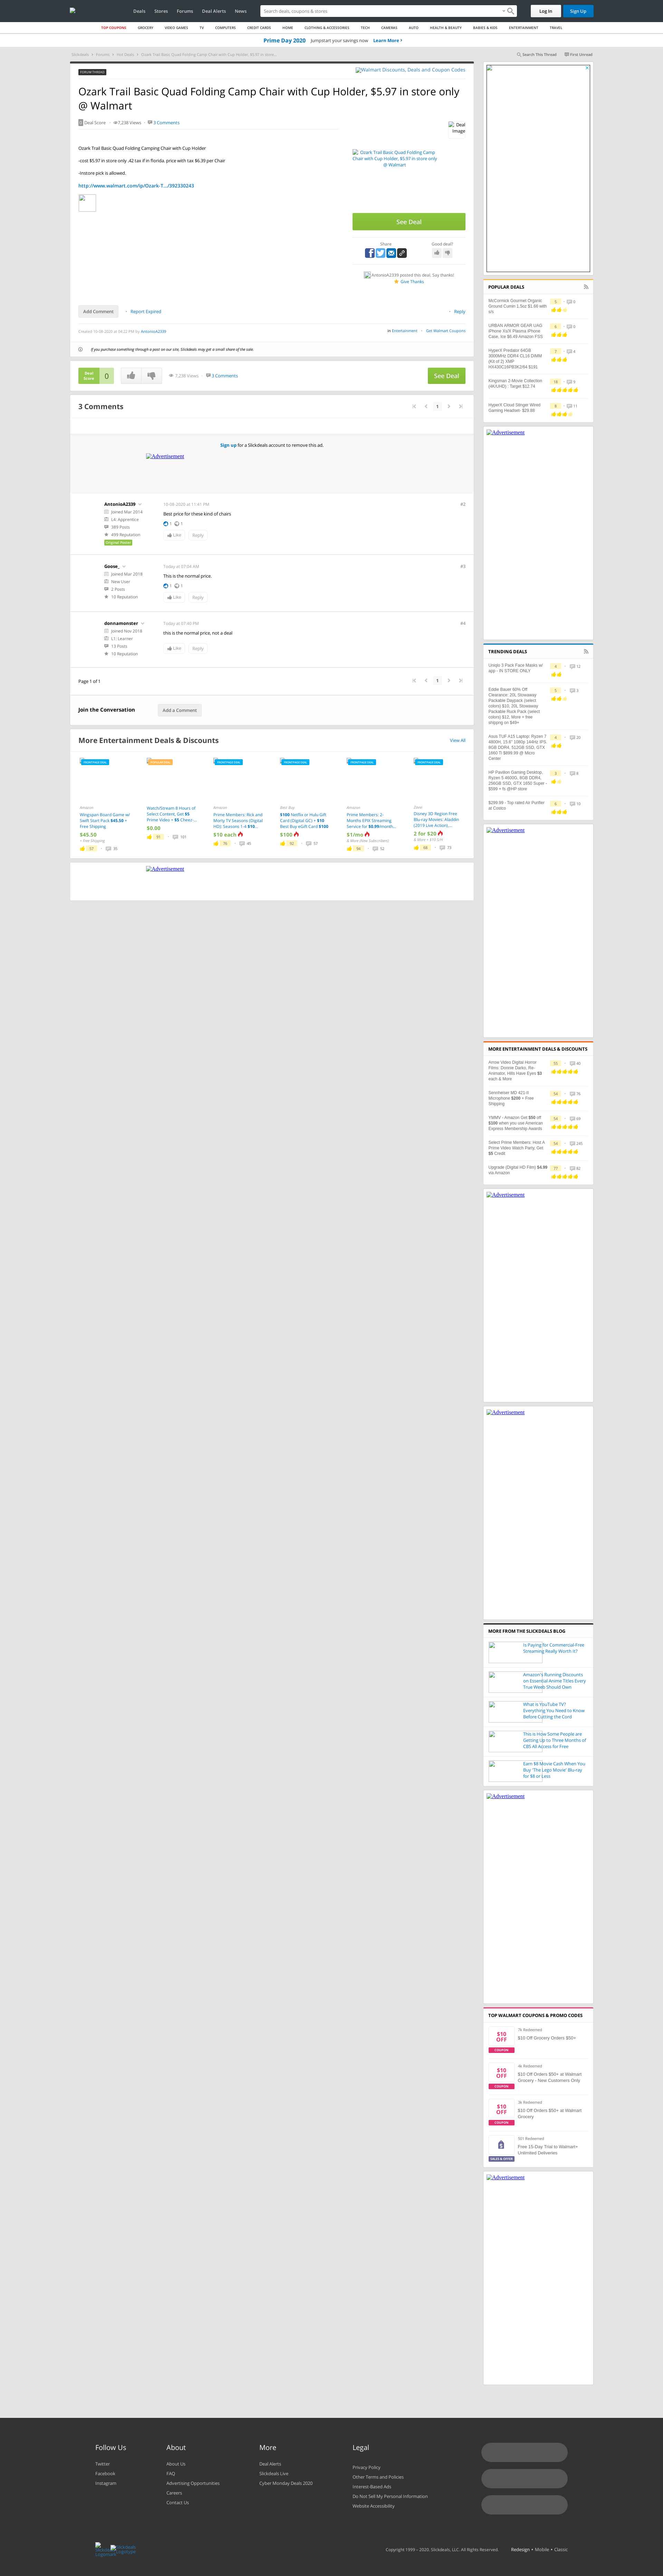 Deals Stores Forums Deal Alerts News
Search deals, coupons & stores
Log In Sign Up
TOP COUPONS GROCERY VIDEO GAMES TV COMPUTERS CREDIT CARDS HOME CLOTHING & ACCESSORIES TECH CAMERAS AUTO HEALTH & BEAUTY BABIES & KIDS ENTERTAINMENT TRAVEL
Prime Day 2020 Jumpstart your savings now Learn More >
Slickdeals > Forums > Hot Deals > Ozark Trail Basic Quad Folding Camp Chair with Cup Holder, $5.97 in store...
Search This Thread First Unread
FORUM THREAD
Walmart Discounts, Deals and Coupon Codes
Ozark Trail Basic Quad Folding Camp Chair with Cup Holder, $5.97 in store only @ Walmart
0 Deal Score 7,238 Views 3 Comments
Deal Image
Ozark Trail Basic Quad Folding Camping Chair with Cup Holder
-cost $5.97 in store only .42 tax if in florida. price with tax $6.39 per Chair
-Instore pick is allowed.
http://www.walmart.com/ip/Ozark-T.../392330243
Ozark Trail Basic Quad Folding Camp Chair with Cup Holder, $5.97 in store only @ Walmart
See Deal
Share
Good deal?
AntonioA2339 posted this deal. Say thanks!
Give Thanks
Add Comment Report Expired Reply
Created 10-06-2020 at 04:22 PM by AntonioA2339
in Entertainment Get Walmart Coupons
If you purchase something through a post on our site, Slickdeals may get a small share of the sale.
Deal Score 0
7,238 Views 3 Comments
See Deal
3 Comments
1
Sign up for a Slickdeals account to remove this ad.
Advertisement
AntonioA2339
Joined Mar 2014
L6: Apprentice
389 Posts
499 Reputation
Original Poster
10-06-2020 at 11:41 PM
#2
Best price for these kind of chairs
1 1
Like Reply
Goose_
Joined Mar 2018
New User
2 Posts
10 Reputation
Today at 07:04 AM
#3
This is the normal price.
1 1
Like Reply
donnamonster
Joined Nov 2018
L1: Learner
13 Posts
10 Reputation
Today at 07:40 PM
#4
this is the normal price, not a deal
Like Reply
Page 1 of 1
1
Join the Conversation
Add a Comment
More Entertainment Deals & Discounts
View All
Amazon
Wingspan Board Game w/ Swift-Start-Pack $45.50 + Free Shipping
$45.50
+ Free Shipping
Watch/Stream 8 Hours of Select Content, Get $5 Prime Video + $5 Chees-...
$0.00
Amazon
Prime Members: Rick and Morty TV Seasons (Digital HD): Seasons 1-4 $10...
$10 each
Best Buy
$100 Netflix or Hulu Gift Card (Digital GC) + $10 Best Buy eGift Card $100
$100
Amazon
Prime Members: 2-Months EPIX Streaming Service for $0.99/month...
$1/mo
& More (New Subscribers)
Zavvi
Disney 3D Region Free Blu-ray Movies: Aladdin (2019 Live Action)...
2 for $20
& More + $10 S/H
Advertisement
POPULAR DEALS
McCormick Gourmet Organic Ground Cumin 1.5oz $1.88 with s/s
URBAN ARMOR GEAR UAG iPhone Xs/X Plasma iPhone Case, Ice $6.49 Amazon FSS
HyperX Predator 64GB 3000MHz DDR4 CL16 DIMM (Kit of 2) XMP HX430C16PB3K2/64 $191
Kingsman 2-Movie Collection (4K/UHD) : Target $12.74
HyperX Cloud Stinger Wired Gaming Headset- $29.88
Advertisement
TRENDING DEALS
Uniqlo 3 Pack Face Masks w/ app - IN STORE ONLY
Eddie Bauer 60% Off Clearance: 20L Stowaway Packable Daypack (select colors) $10, 20L Stowaway Packable Ruck Pack (select colors) $12, More + free shipping on $49+
Asus TUF A15 Laptop: Ryzen 7 4800H, 15.6" 1080p 144Hz IPS, 8GB DDR4, 512GB SSD, GTX 1660 Ti $899.99 @ Micro Center
HP Pavilion Gaming Desktop: Ryzen 5 4600G, 8GB DDR4, 256GB SSD, GTX 1650 Super - $599 + fs @HP store
$299.99 - Top rated Air Purifier at Costco
Advertisement
MORE ENTERTAINMENT DEALS & DISCOUNTS
Arrow Video Digital Horror Films: Donnie Darko, Re-Animator, Hills Have Eyes $3 each & More
Sennheiser MD 421-II Microphone $200 + Free Shipping
YMMV - Amazon Get $50 off $100 when you use American Express Membership Awards
Select Prime Members: Host A Prime Video Watch Party, Get $5 Credit
Upgrade (Digital HD Film) $4.99 via Amazon
Advertisement
Advertisement
MORE FROM THE SLICKDEALS BLOG
Is Paying for Commercial-Free Streaming Really Worth It?
Amazon's Running Discounts on Essential Anime Titles Every True Weeb Should Own
What is YouTube TV? Everything You Need to Know Before Cutting the Cord
This is How Some People are Getting Up to Three Months of CBS All Access for Free
Earn $8 Movie Cash When You Buy 'The Lego Movie' Blu-ray for $8 or Less
Advertisement
TOP WALMART COUPONS & PROMO CODES
$10 OFF COUPON
$10 Off Grocery Orders $50+
$10 OFF COUPON
$10 Off Orders $50+ at Walmart Grocery - New Customers Only
$10 OFF COUPON
$10 Off Orders $50+ at Walmart Grocery
SALES & OFFER
Free 15-Day Trial to Walmart+ Unlimited Deliveries
Advertisement
Follow Us
Twitter
Facebook
Instagram
About
About Us
FAQ
Advertising Opportunities
Careers
Contact Us
More
Deal Alerts
Slickdeals Live
Cyber Monday Deals 2020
Legal
Privacy Policy
Other Terms and Policies
Interest-Based Ads
Do Not Sell My Personal Information
Website Accessibility
Copyright 1999 - 2020. Slickdeals, LLC. All Rights Reserved. Redesign • Mobile • Classic